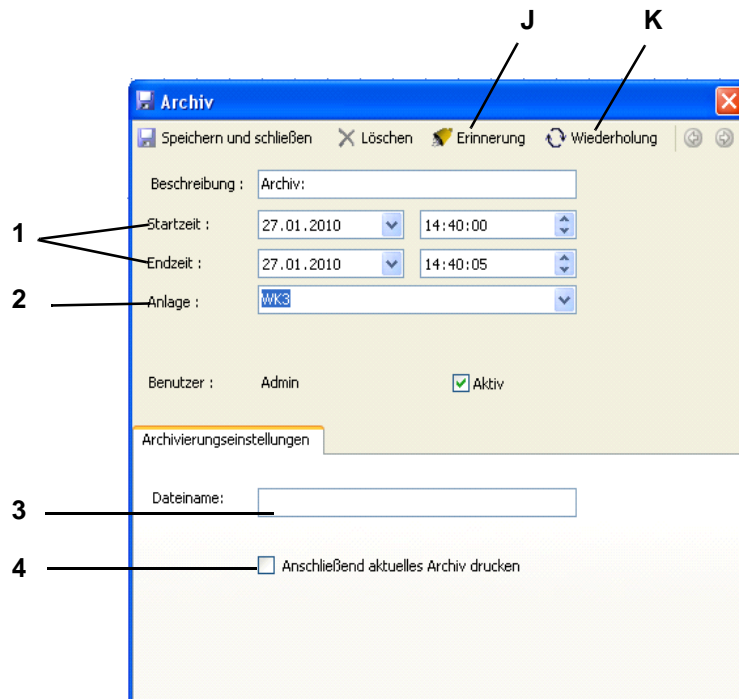 J K
Archiv
Speichern und schließen Löschen Erinnerung Wiederholung
Beschreibung : Archiv:
1 Startzeit : 27.01.2010 14:40:00
Endzeit : 27.01.2010 14:40:05
2 Anlage : WK3
Benutzer : Admin Aktiv
Archivierungseinstellungen
3 Dateiname:
4 Anschließend aktuelles Archiv drucken